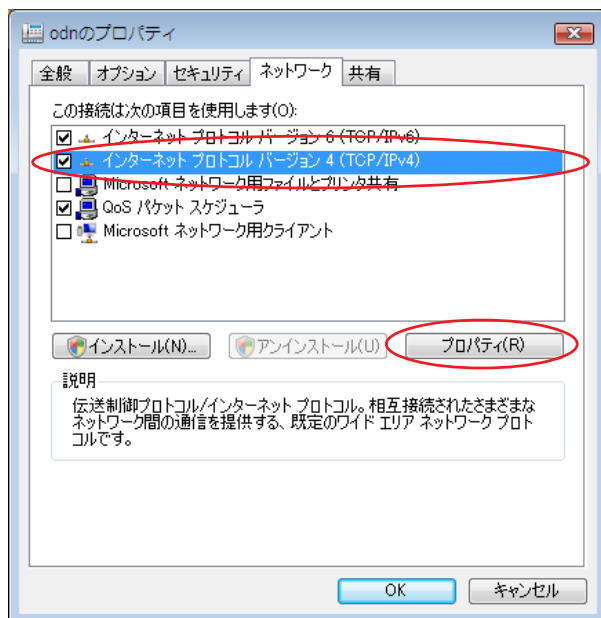 odnのプロパティ
全般 オプション セキュリティ ネットワーク 共有
この接続は次の項目を使用します(O):
インターネット プロトコル バージョン 6 (TCP/IPv6)
インターネット プロトコル バージョン 4 (TCP/IPv4)
Microsoft ネットワーク用ファイルとプリンタ共有
QoS パケット スケジューラ
Microsoft ネットワーク用クライアント
インストール(N)... アンインストール(U) プロパティ(R)
説明
伝送制御プロトコル/インターネット プロトコル。相互接続されたさまざまな
ネットワーク間の通信を提供する、既定のワイド エリア ネットワーク プロト
コルです。
OK キャンセル